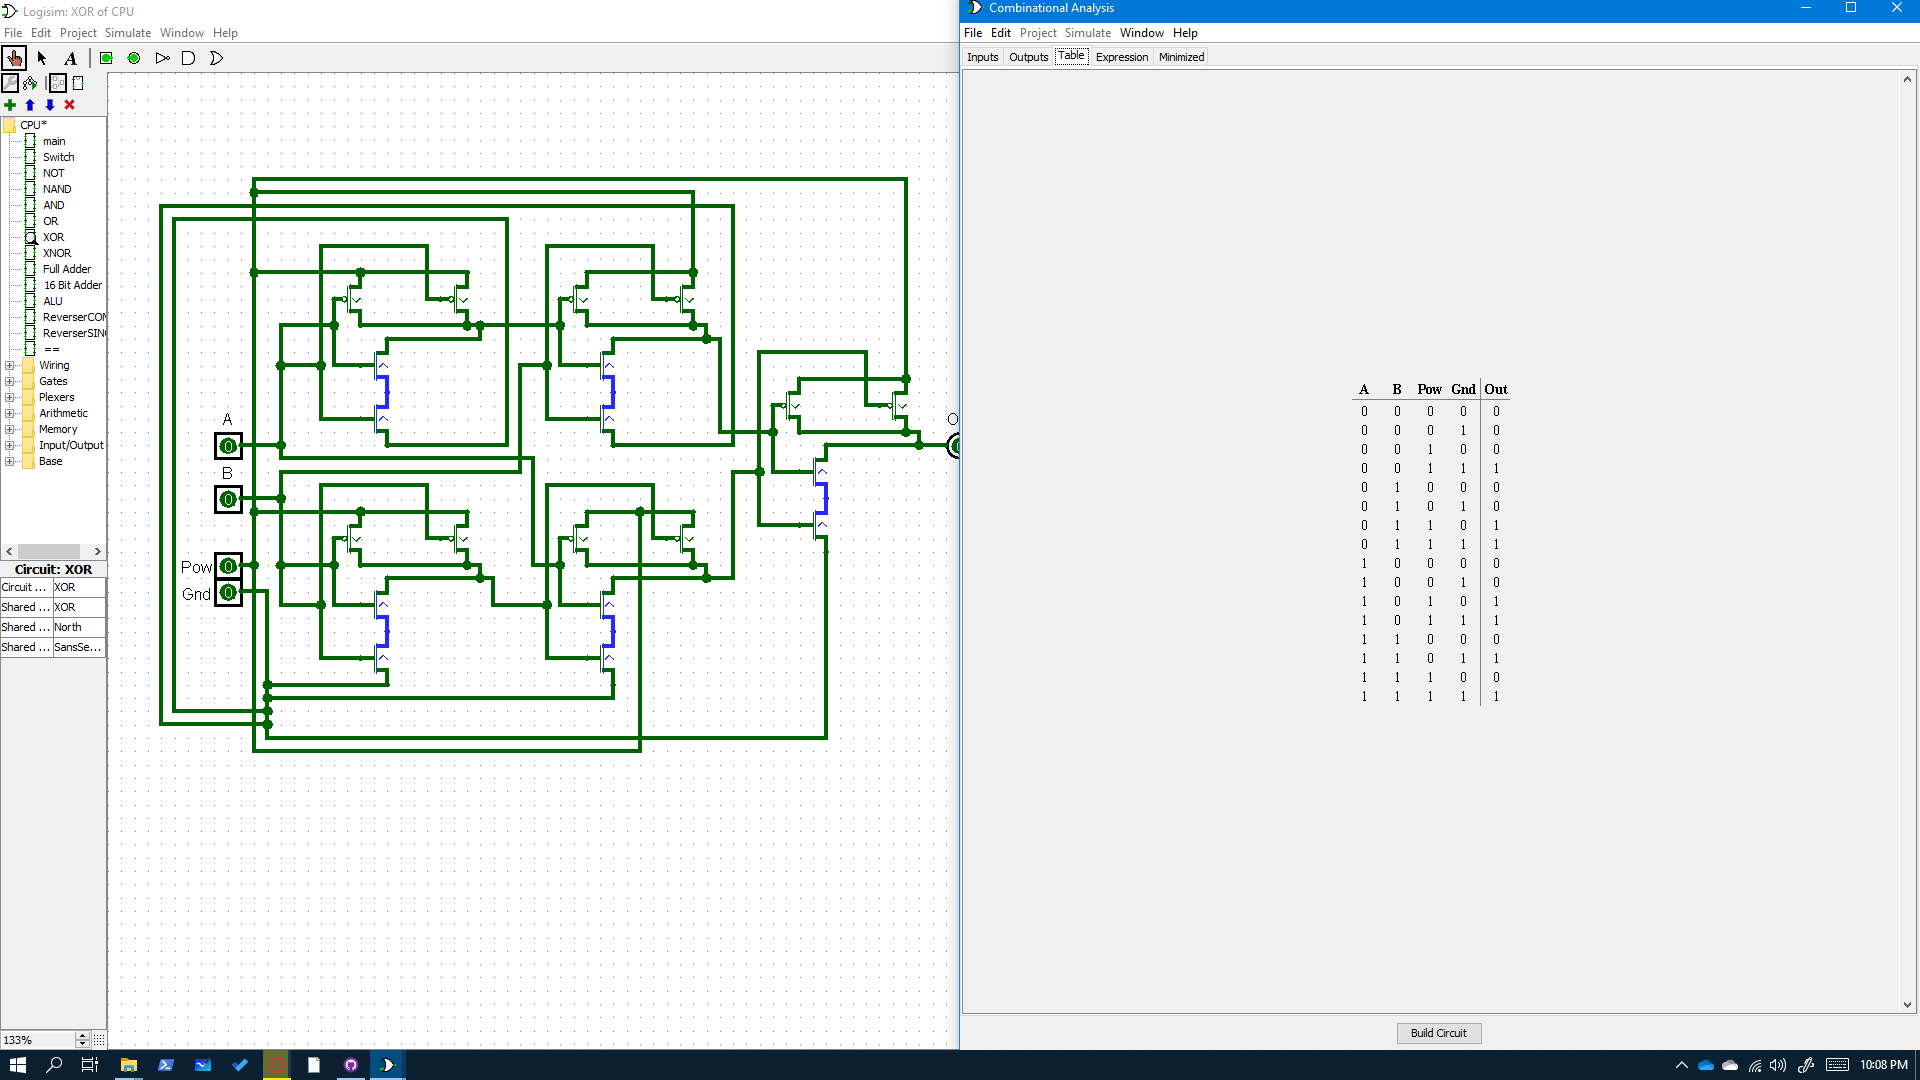 Logisim: XOR of CPU
File Edit Project Simulate Window Help
A
CPU*
main
Switch
NOT
NAND
AND
OR
XOR
XNOR
Full Adder
16 Bit Adder
ALU
ReverserCON
ReverserSIN
==
Wiring
Gates
Plexers
Arithmetic
Memory
Input/Output
Base
Circuit: XOR
Circuit ... XOR
Shared ... XOR
Shared ... North
Shared ... SansSe...
133%
A
0
B
0
Pow 0
Gnd 0
O
Combinational Analysis
File Edit Project Simulate Window Help
Inputs Outputs Table Expression Minimized
A B Pow Gnd Out
0 0 0 0 0
0 0 0 1 0
0 0 1 0 0
0 0 1 1 1
0 1 0 0 0
0 1 0 1 0
0 1 1 0 1
0 1 1 1 1
1 0 0 0 0
1 0 0 1 0
1 0 1 0 1
1 0 1 1 1
1 1 0 0 0
1 1 0 1 1
1 1 1 0 0
1 1 1 1 1
Build Circuit
10:08 PM